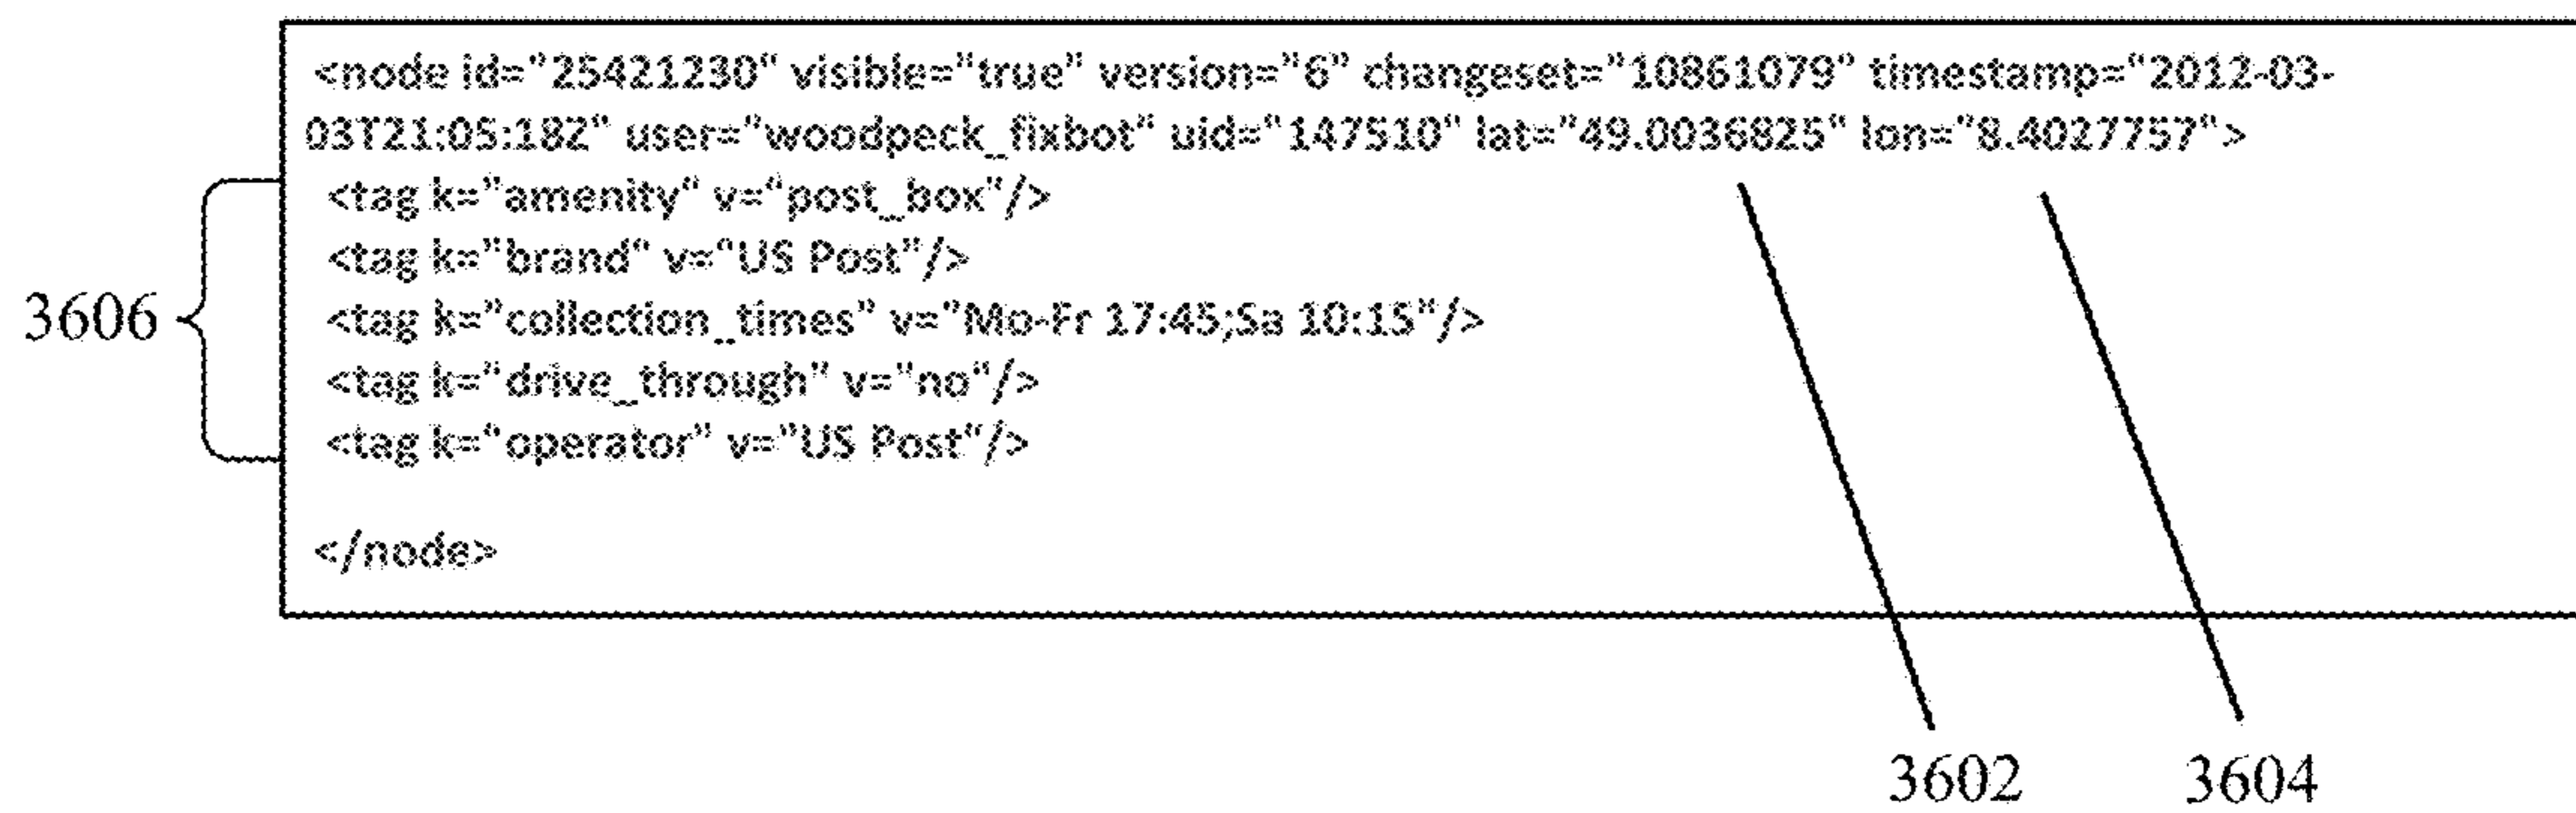 <node id="25421230" visible="true" version="6" changeset="10861079" timestamp="2012-03-
03T21:05:18Z" user="woodpeck_fixbot" uid="147510" lat="49.0036825" lon="8.4027757">
<tag k="amenity" v="post_box"/>
<tag k="brand" v="US Post"/>
3606 <tag k="collection_times" v="Mo-Fr 17:45;Sa 10:15"/>
<tag k="drive_through" v="no"/>
<tag k="operator" v="US Post"/>
</node>
3602 3604